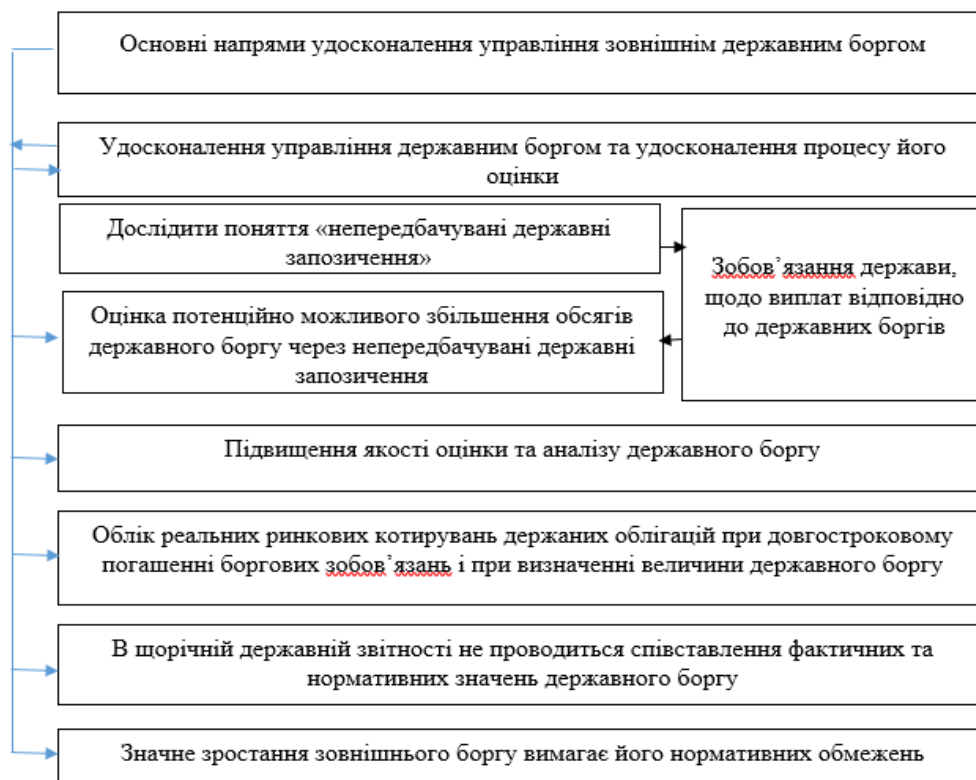 Основні напрями удосконалення управління зовнішнім державним боргом
Удосконалення управління державним боргом та удосконалення процесу його
оцінки
Дослідити поняття «непередбачувані державні
запозичення»
Зобов’язання держави,
щодо виплат відповідно
до державних боргів
Оцінка потенційно можливого збільшення обсягів
державного боргу через непередбачувані державні
запозичення
Підвищення якості оцінки та аналізу державного боргу
Облік реальних ринкових котирувань держаних облігацій при довгостроковому
погашенні боргових зобов’язань і при визначенні величини державного боргу
В щорічній державній звітності не проводиться співставлення фактичних та
нормативних значень державного боргу
Значне зростання зовнішнього боргу вимагає його нормативних обмежень